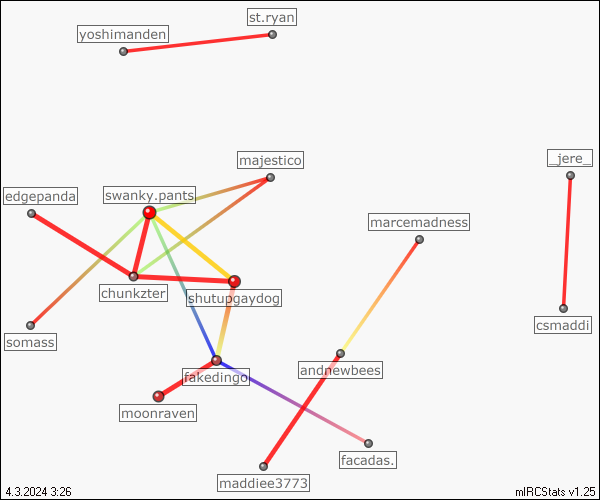 st.ryan
yoshimanden
_jere_
majestico
edgepanda
swanky.pants
marcemadness
chunkzter
shutupgaydog
csmaddi
somass
andnewbees
fakedingo
moonraven
facadas.
maddiee3773
4.3.2024 3:26
mIRCStats v1.25